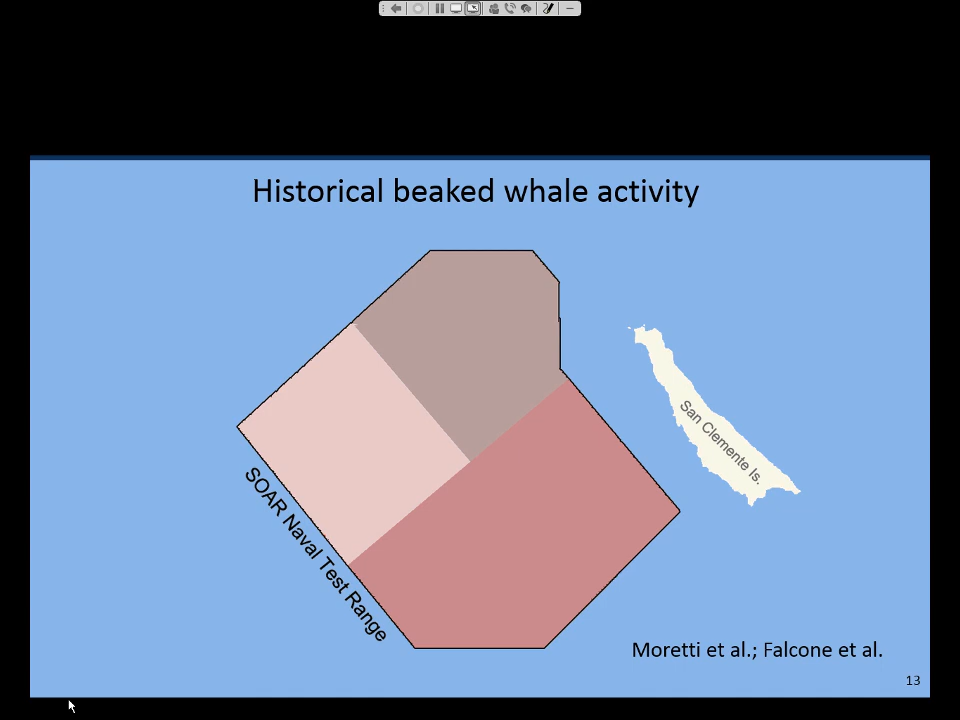 Historical beaked whale activity
San Clemente Is.
SOAR Naval Test Range
Moretti et al.; Falcone et al.
13